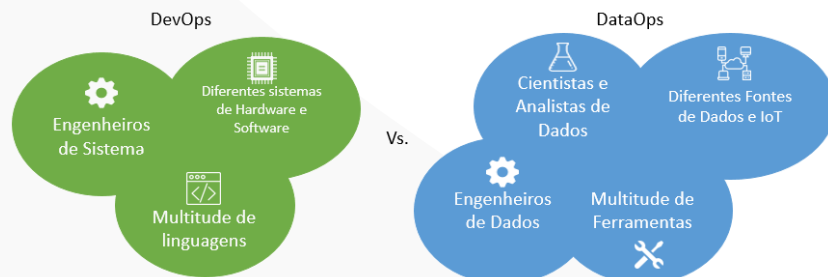 DevOps
Engenheiros
de Sistema
Diferentes sistemas
de Hardware e
Software
Multitude de
linguagens
Vs.
DataOps
Cientistas e
Analistas de
Dados
Diferentes Fontes
de Dados e IoT
Engenheiros
de Dados
Multitude de
Ferramentas